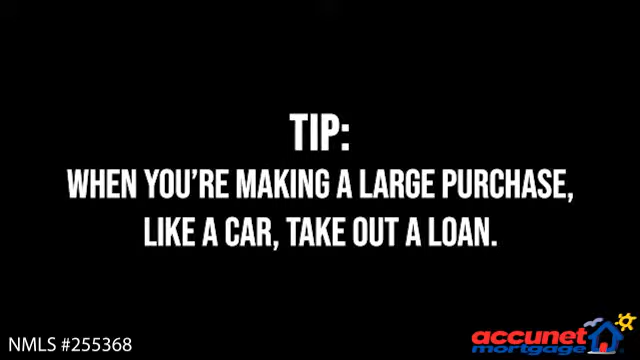 TIP:
WHEN YOU'RE MAKING A LARGE PURCHASE,
LIKE A CAR, TAKE OUT A LOAN.
NMLS #255368
accunet
mortgage